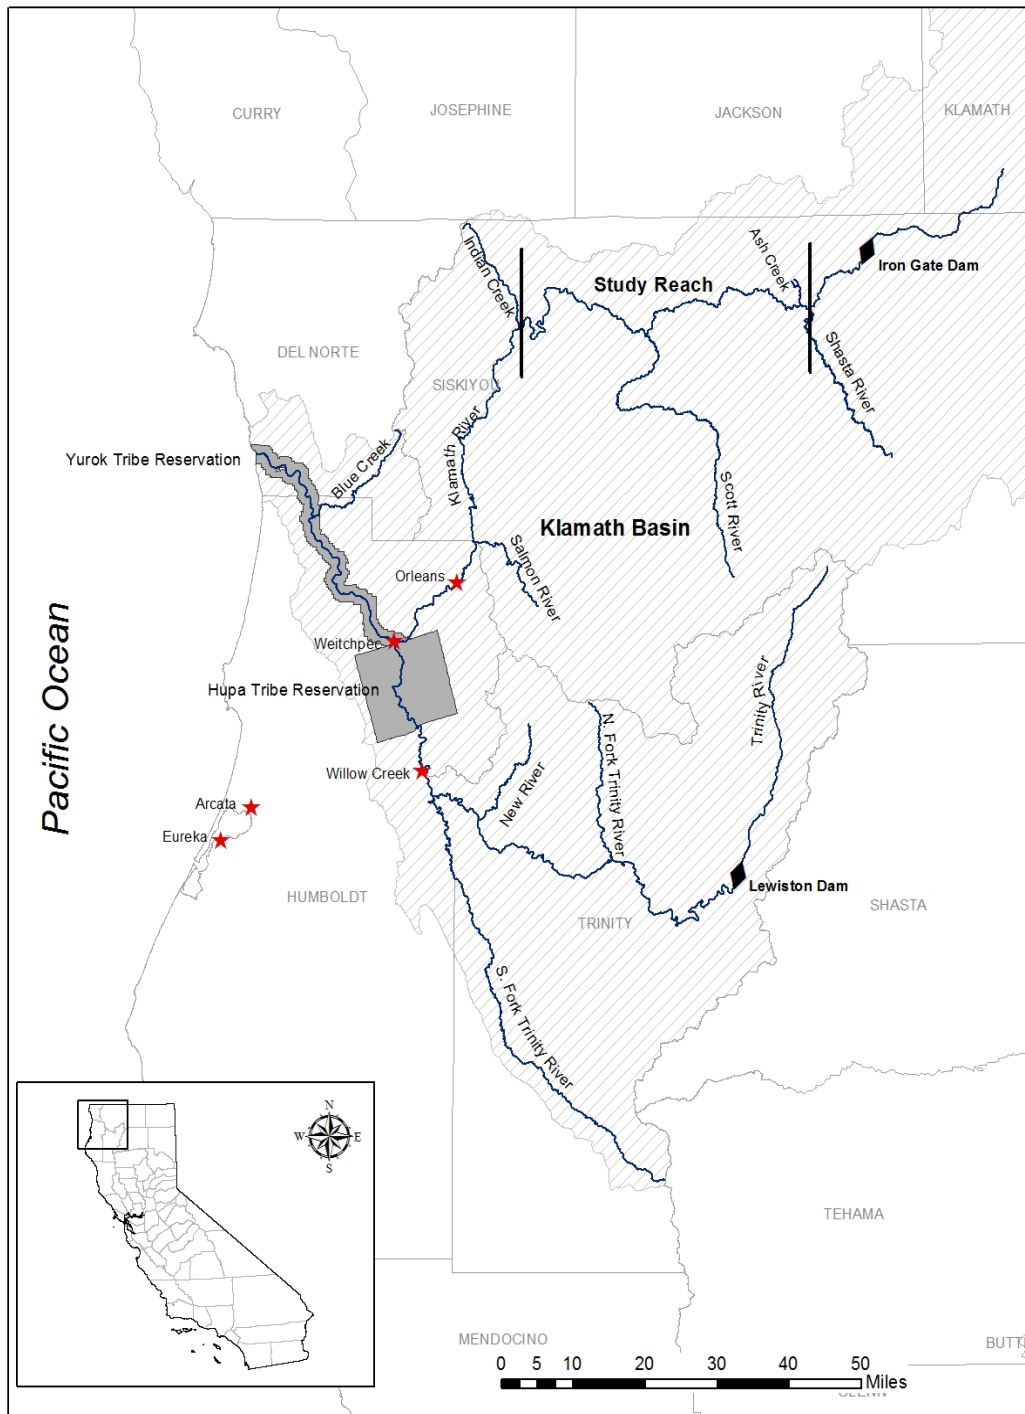 CURRY
JOSEPHINE
JACKSON
KLAMATH
Indian Creek
Ash Creek
Iron Gate Dam
Study Reach
Shasta River
DEL NORTE
SISKIYOU
Klamath River
Blue Creek
Yurok Tribe Reservation
Scott River
Klamath Basin
Salmon River
Orleans
Weitchpec
Pacific Ocean
Hupa Tribe Reservation
Trinity River
N. Fork Trinity River
New River
Willow Creek
Arcata
Eureka
Lewiston Dam
HUMBOLDT
TRINITY
SHASTA
S. Fork Trinity River
N
W E
S
TEHAMA
MENDOCINO
BUTT
0 5 10 20 30 40 50
Miles
GLENN